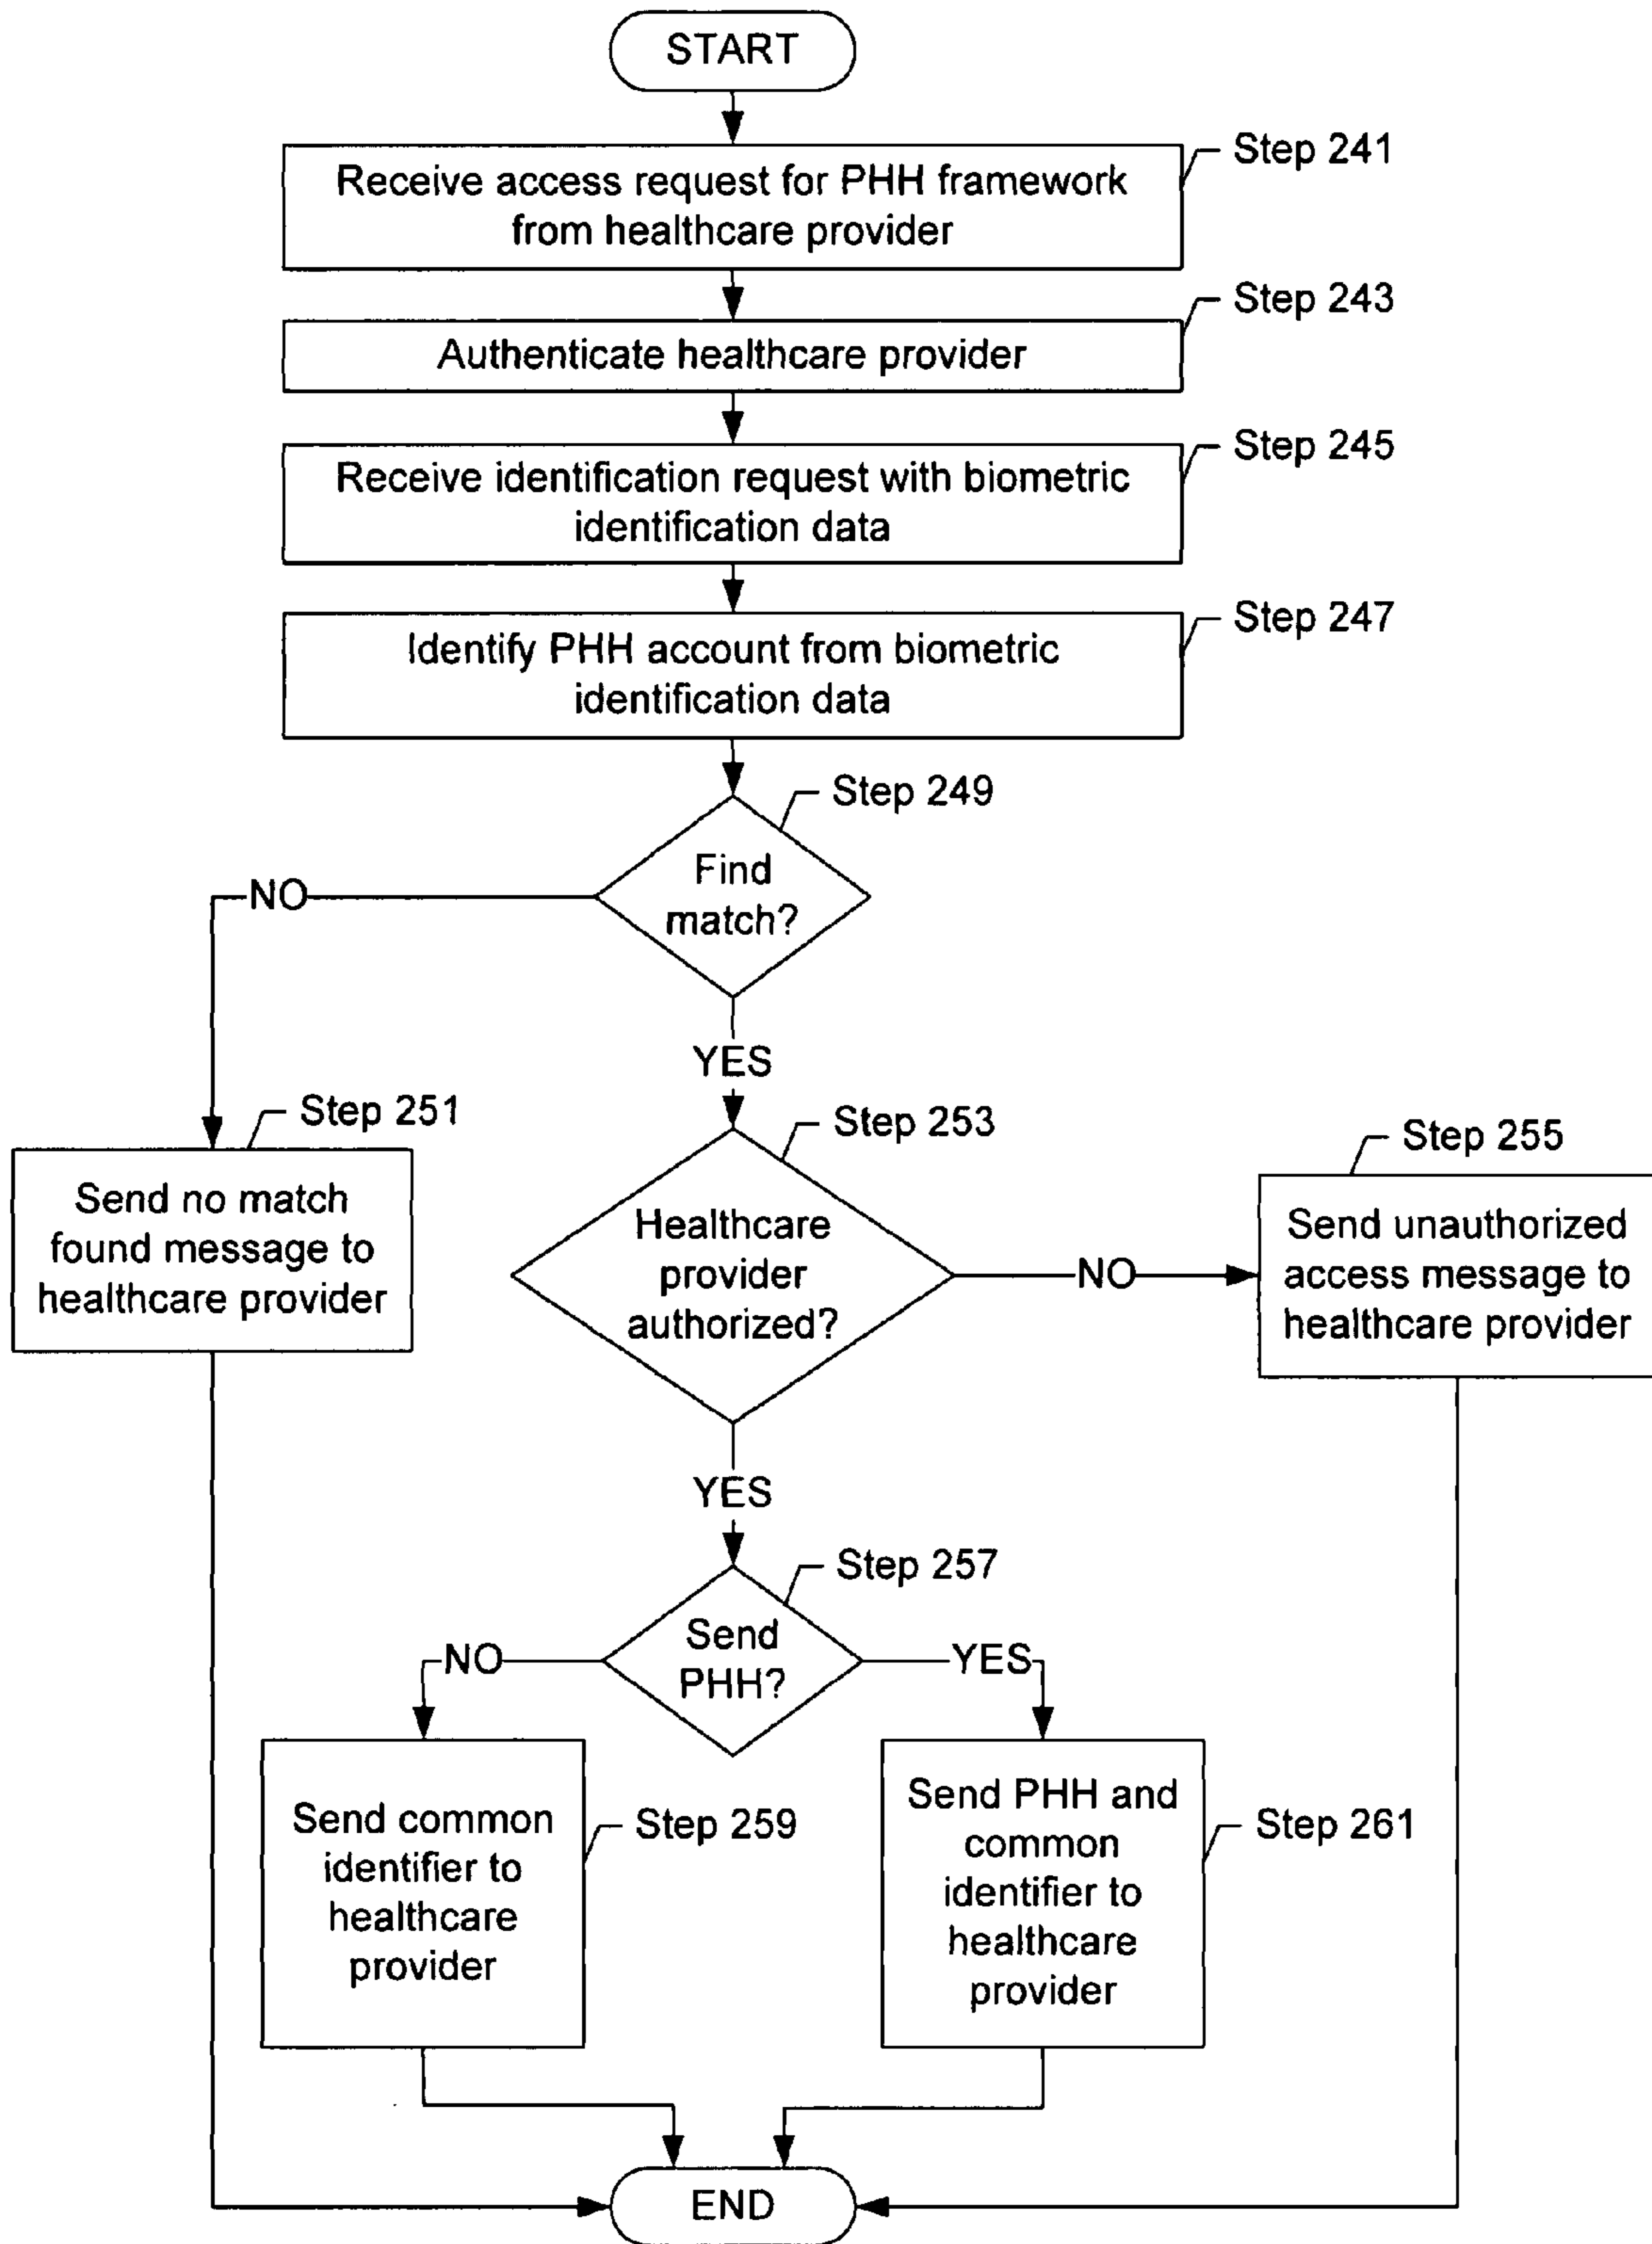 START
Step 241
Receive access request for PHH framework
from healthcare provider
Step 243
Authenticate healthcare provider
Step 245
Receive identification request with biometric
identification data
Step 247
Identify PHH account from biometric
identification data
Step 249
Find
match?
NO
YES
Step 251
Send no match
found message to
healthcare provider
Step 253
Healthcare
provider
authorized?
NO
Step 255
Send unauthorized
access message to
healthcare provider
YES
Step 257
Send
PHH?
NO
YES
Send common
identifier to
healthcare
provider
Step 259
Send PHH and
common
identifier to
healthcare
provider
Step 261
END